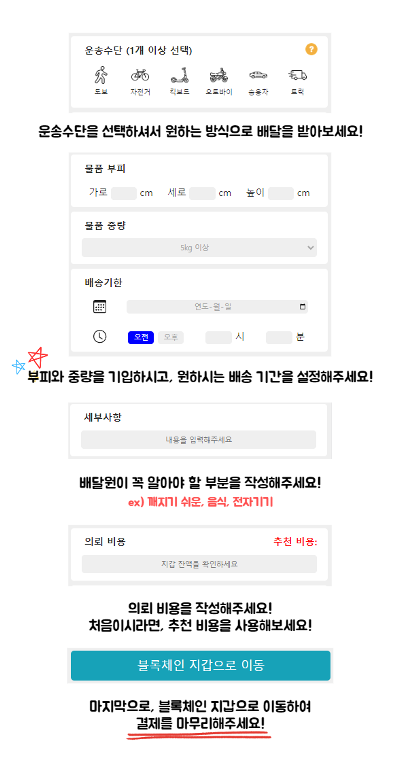 운송수단 (1개 이상 선택) ?
도보 자전거 킥보드 오토바이 승용차 트럭
운송수단을 선택하셔서 원하는 방식으로 배달을 받아보세요!
물품 부피
가로 cm 세로 cm 높이 cm
물품 중량
5kg 이상
배송기한
연도-월-일
오전 오후 시 분
부피와 중량을 기입하시고, 원하시는 배송 기간을 설정해주세요!
세부사항
내용을 입력해주세요
배달원이 꼭 알아야 할 부분을 작성해주세요!
ex) 깨지기 쉬운, 음식, 전자기기
의뢰 비용 추천 비용:
지갑 잔액를 확인하세요
의뢰 비용을 작성해주세요!
처음이시라면, 추천 비용을 사용해보세요!
블록체인 지갑으로 이동
마지막으로, 블록체인 지갑으로 이동하여
결제를 마무리해주세요!